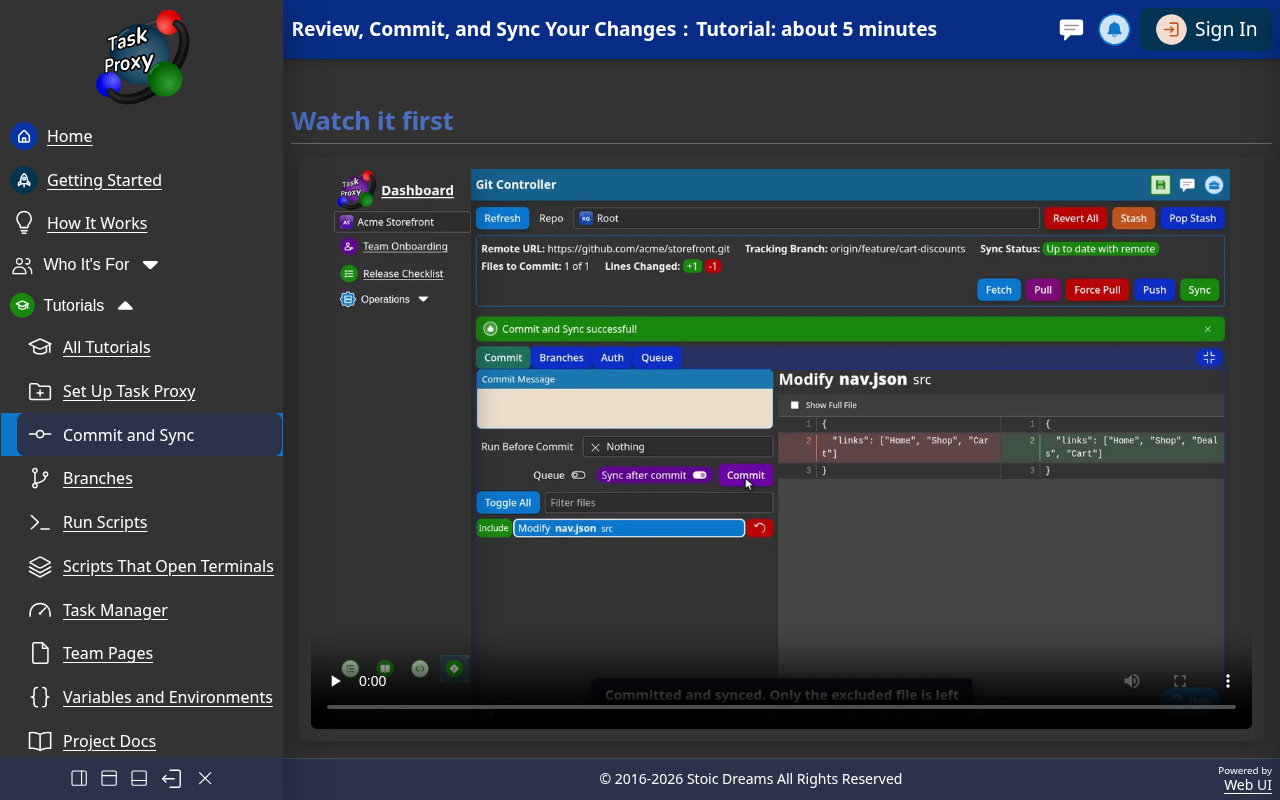 Task Proxy
Home
Getting Started
How It Works
Who It's For
Tutorials
All Tutorials
Set Up Task Proxy
Commit and Sync
Branches
Run Scripts
Scripts That Open Terminals
Task Manager
Team Pages
Variables and Environments
Project Docs
Review, Commit, and Sync Your Changes : Tutorial: about 5 minutes
Sign In
Watch it first
Task Proxy
Dashboard
AS Acme Storefront
Team Onboarding
Release Checklist
Operations
Git Controller
Refresh Repo RO Root Revert All Stash Pop Stash
Remote URL: https://github.com/acme/storefront.git Tracking Branch: origin/feature/cart-discounts Sync Status: Up to date with remote
Files to Commit: 1 of 1 Lines Changed: +1 -1
Fetch Pull Force Pull Push Sync
Commit and Sync successful!
Commit Branches Auth Queue
Commit Message
Run Before Commit Nothing
Queue Sync after commit Commit
Toggle All Filter files
Include Modify nav.json src
Modify nav.json src
Show Full File
1 {
2 "links": ["Home", "Shop", "Car
t"]
3 }
1 {
2 "links": ["Home", "Shop", "Deal
s", "Cart"]
3 }
0:00
Committed and synced. Only the excluded file is left
? Help
© 2016-2026 Stoic Dreams All Rights Reserved
Powered by
Web UI